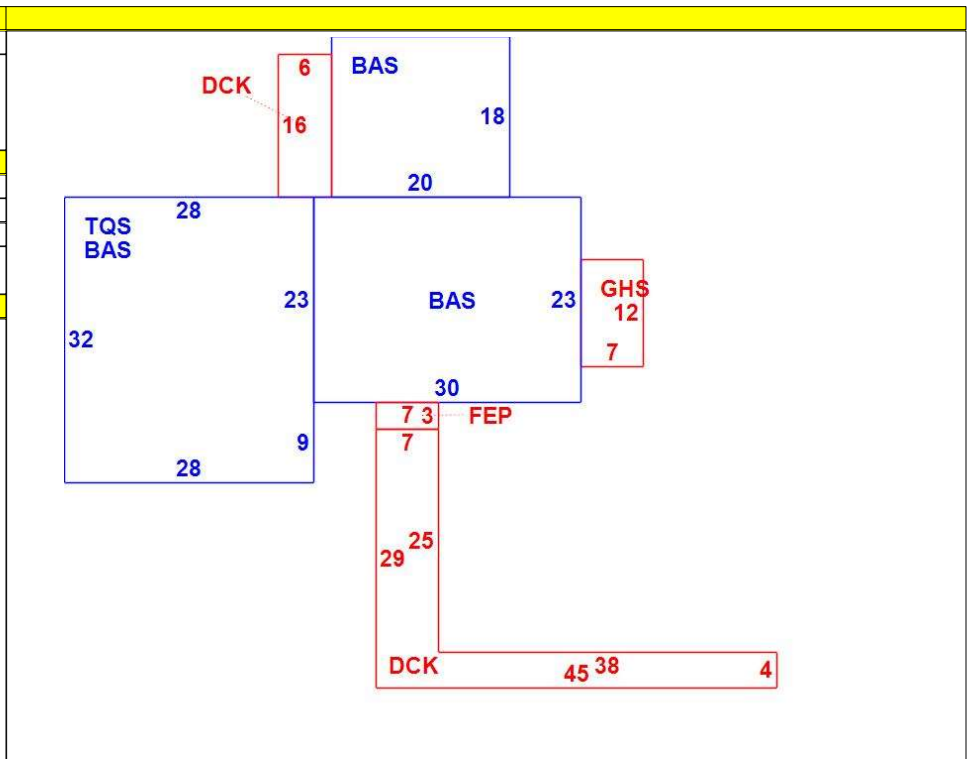 6 BAS
DCK
16 18
20
28
TQS
BAS
23 BAS 23
GHS
12
32
7
30
7 3 FEP
9 7
28
25
29
DCK 45 38 4